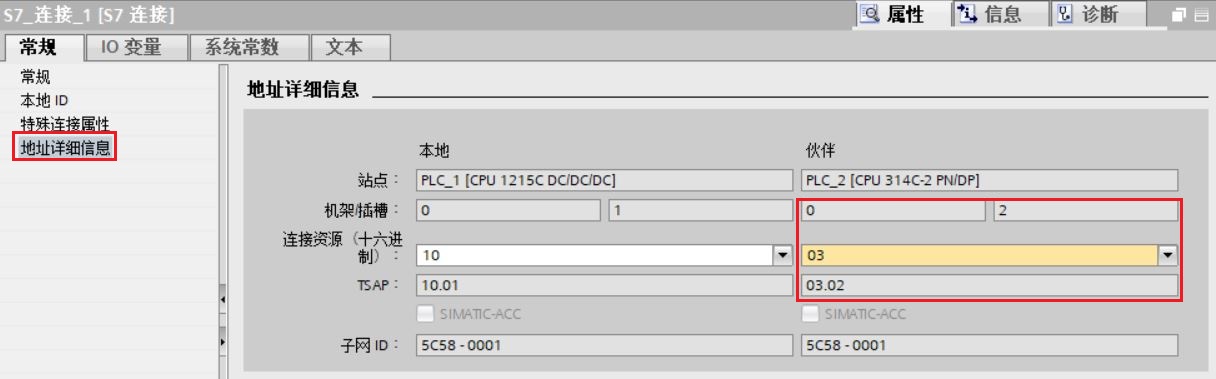 S7_连接_1 [S7 连接]
属性
信息
诊断
常规
IO 变量
系统常数
文本
常规
本地 ID
特殊连接属性
地址详细信息
地址详细信息
本地
伙伴
站点：
PLC_1 [CPU 1215C DC/DC/DC]
PLC_2 [CPU 314C-2 PN/DP]
机架/插槽：
0
1
0
2
连接资源（十六进
制）：
10
03
TSAP：
10.01
03.02
SIMATIC-ACC
SIMATIC-ACC
子网 ID：
5C58 - 0001
5C58 - 0001